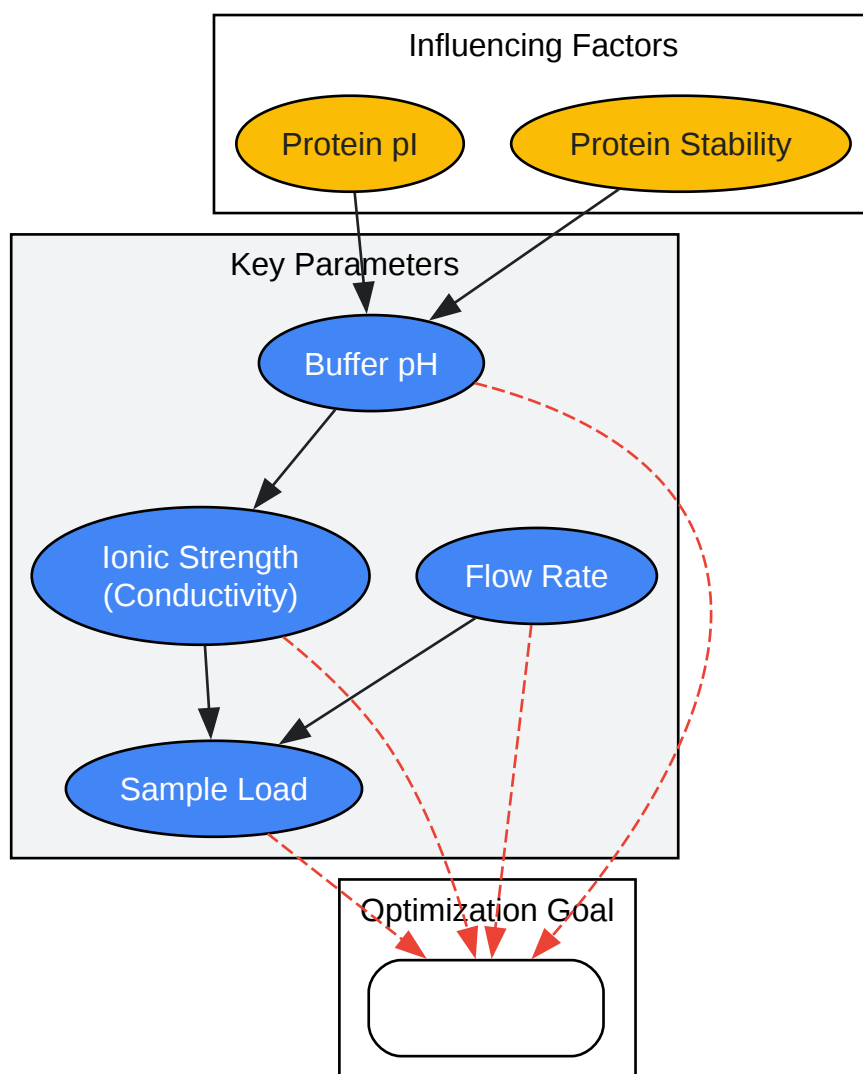 Influencing Factors
Protein pI
Protein Stability
Key Parameters
Buffer pH
Ionic Strength
(Conductivity)
Flow Rate
Sample Load
Optimization Goal